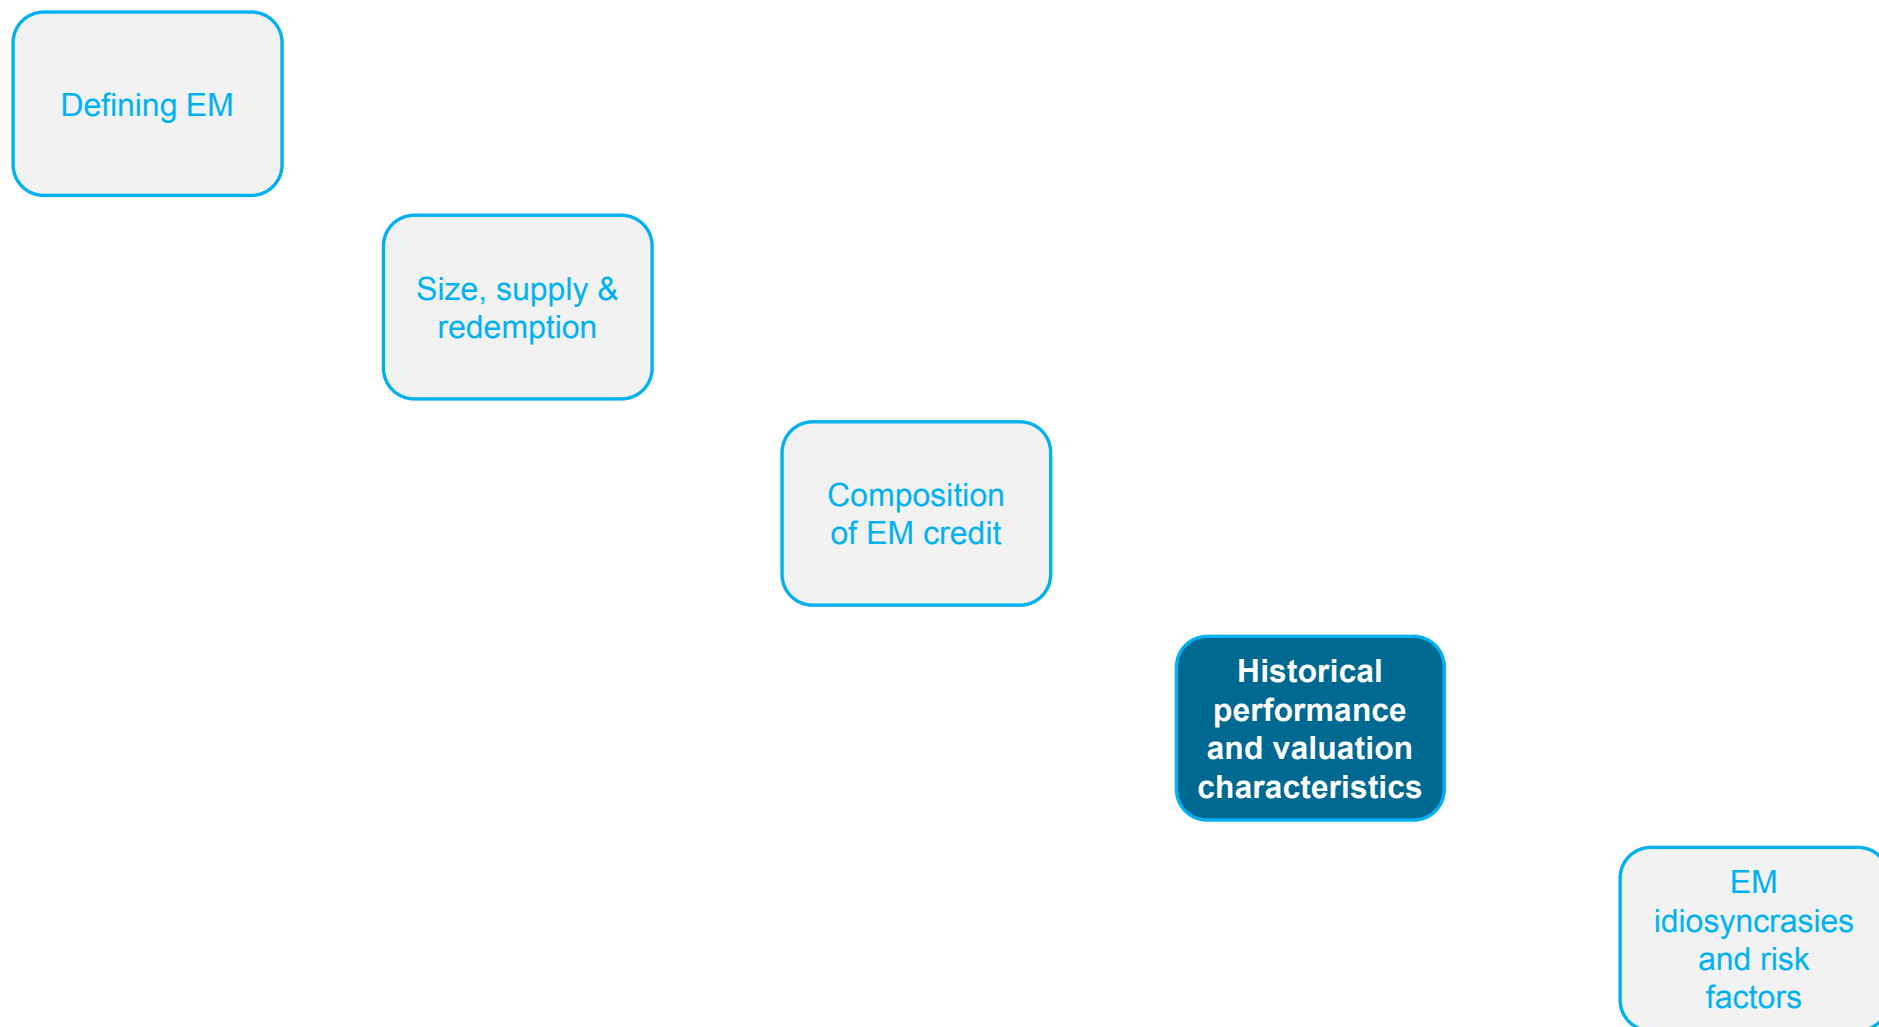 Defining EM
Size, supply &
redemption
Composition
of EM credit
Historical
performance
and valuation
characteristics
EM
idiosyncrasies
and risk
factors